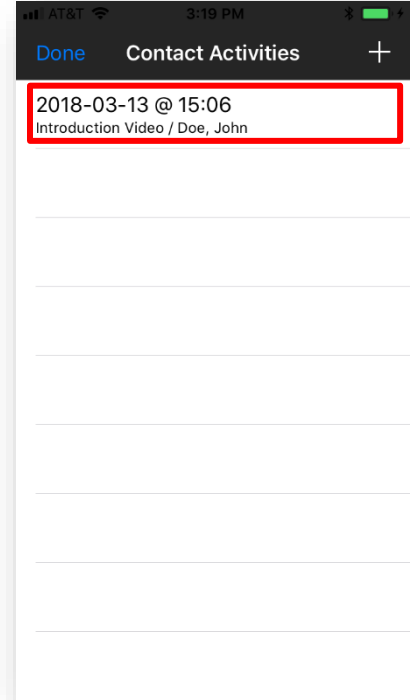 AT&T 3:19 PM
Done Contact Activities +
2018-03-13 @ 15:06
Introduction Video / Doe, John